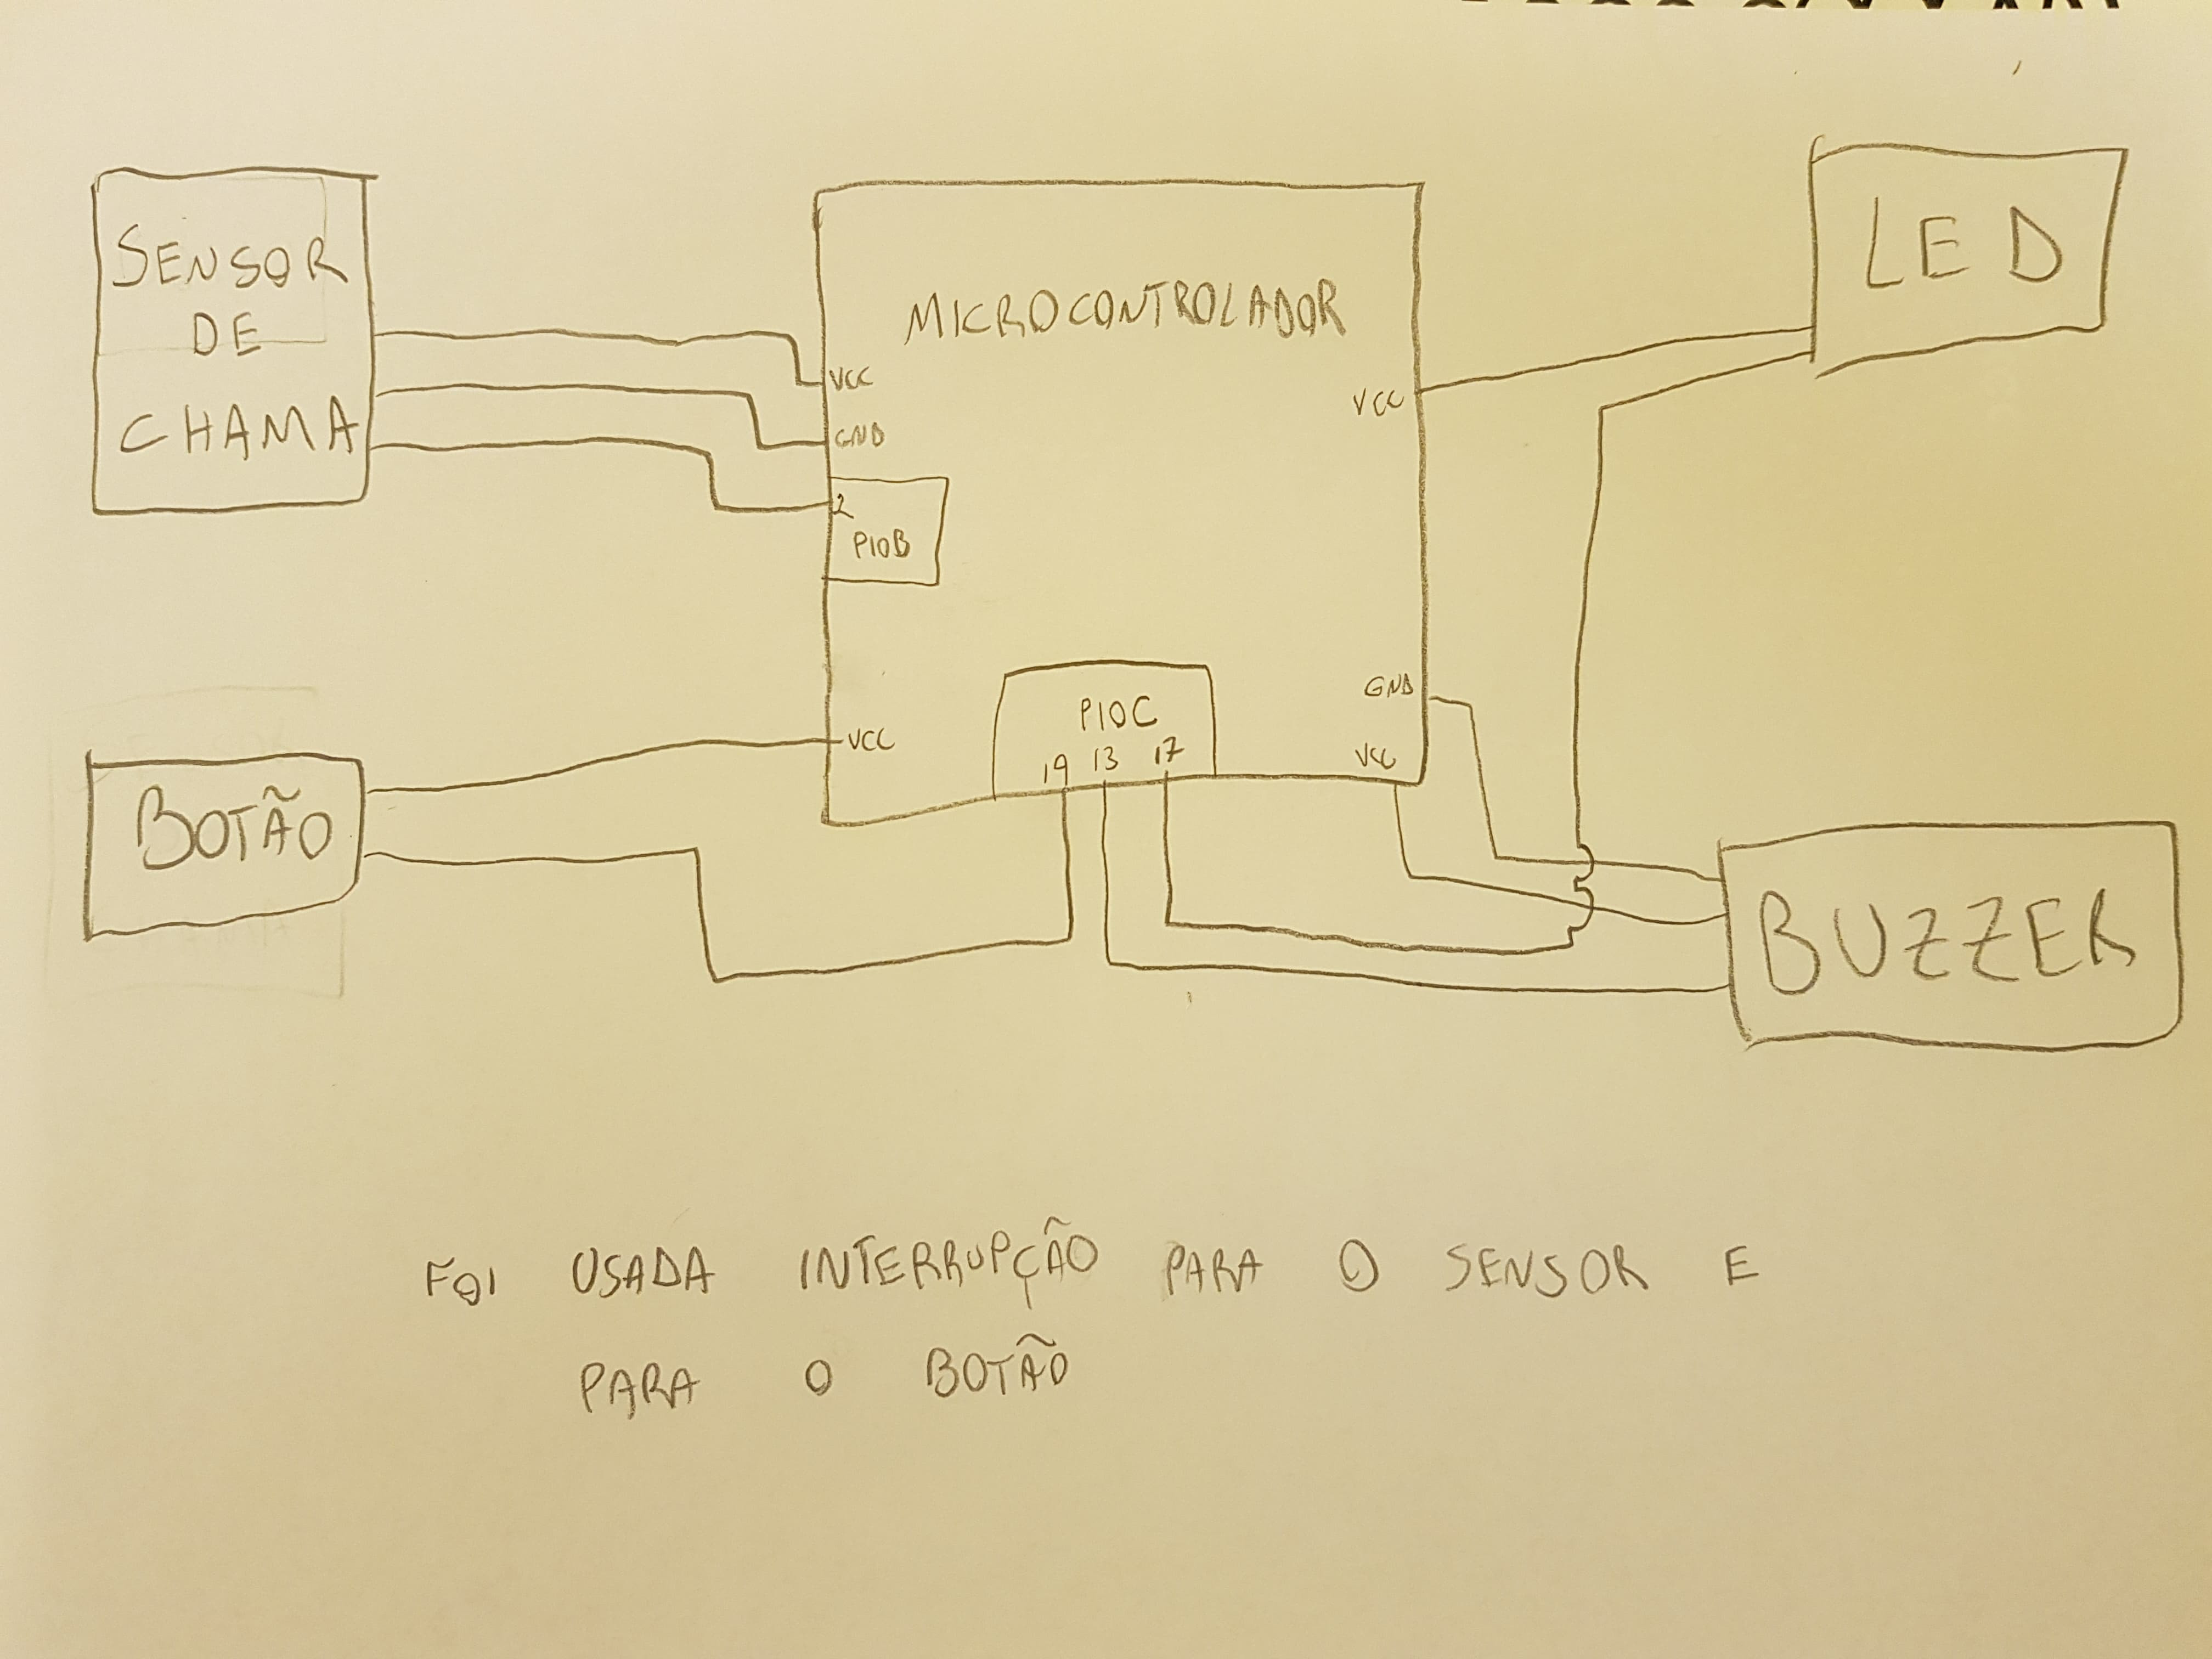 SENSOR
DE
CHAMA
MICROCONTROLADOR
LED
VCC
GND
2
PIOB
VCC
VCC
GND
VCC
PIOC
19 13 17
BOTÃO
BUZZER
FOI USADA INTERRUPÇÃO PARA O SENSOR E
PARA O BOTÃO